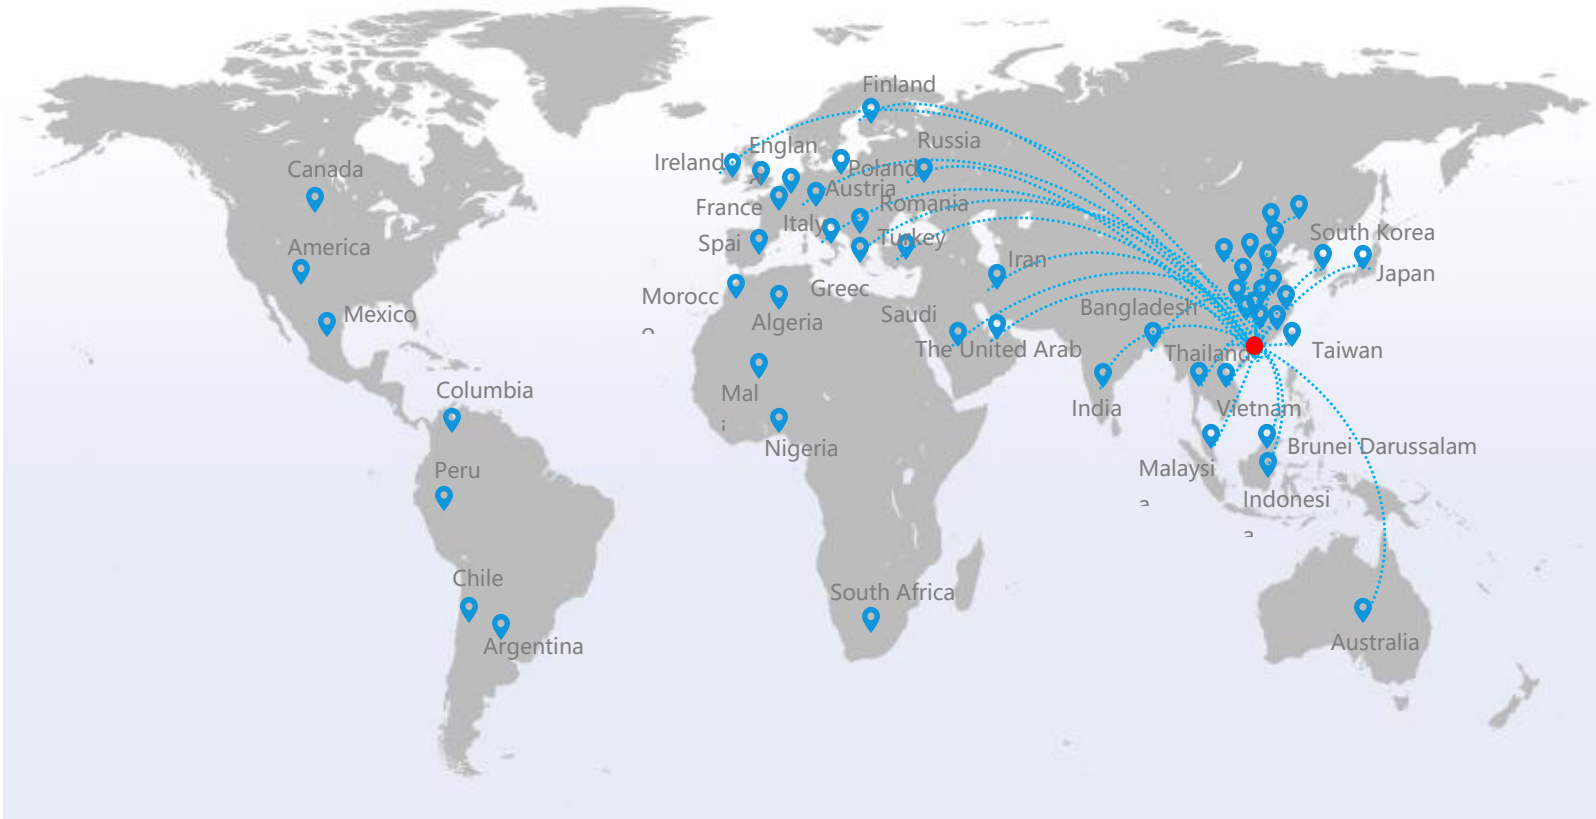 Finland
Russia
Englan
d
Ireland
Poland
Canada
Austria
France
Romania
Italy
South Korea
Spai
Turkey
America
Iran
Japan
Morocc
o
Greec
Algeria
Saudi
Bangladesh
Mexico
The United Arab
Thailand
Taiwan
Columbia
Mal
i
India
Vietnam
Nigeria
Brunei Darussalam
Peru
Malaysi
a
Indonesi
a
Chile
South Africa
Argentina
Australia